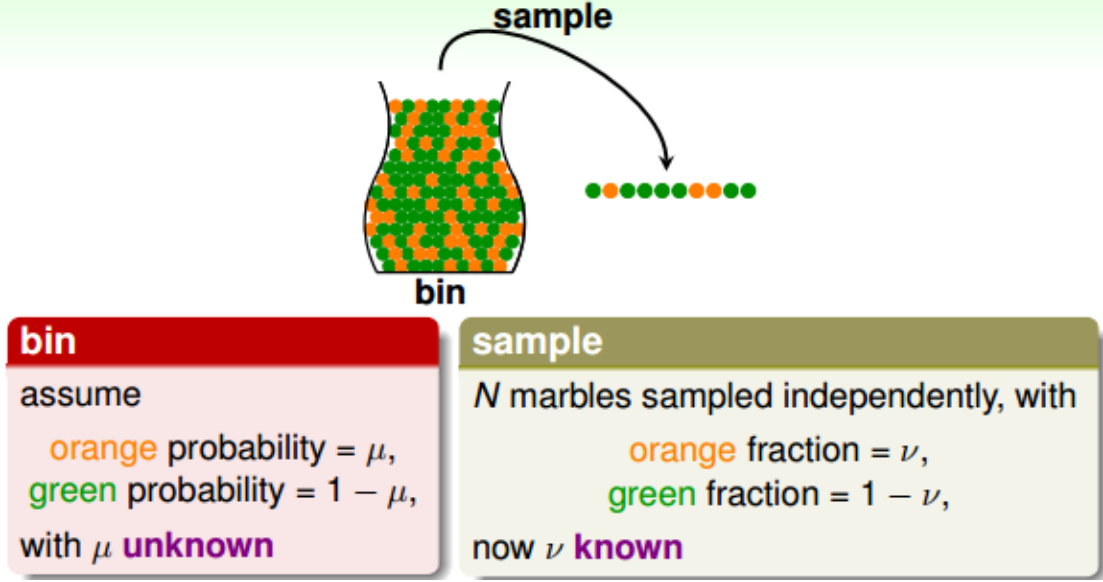 sample
bin
bin
assume
orange probability = μ,
green probability = 1 − μ,
with μ unknown
sample
N marbles sampled independently, with
orange fraction = ν,
green fraction = 1 − ν,
now ν known